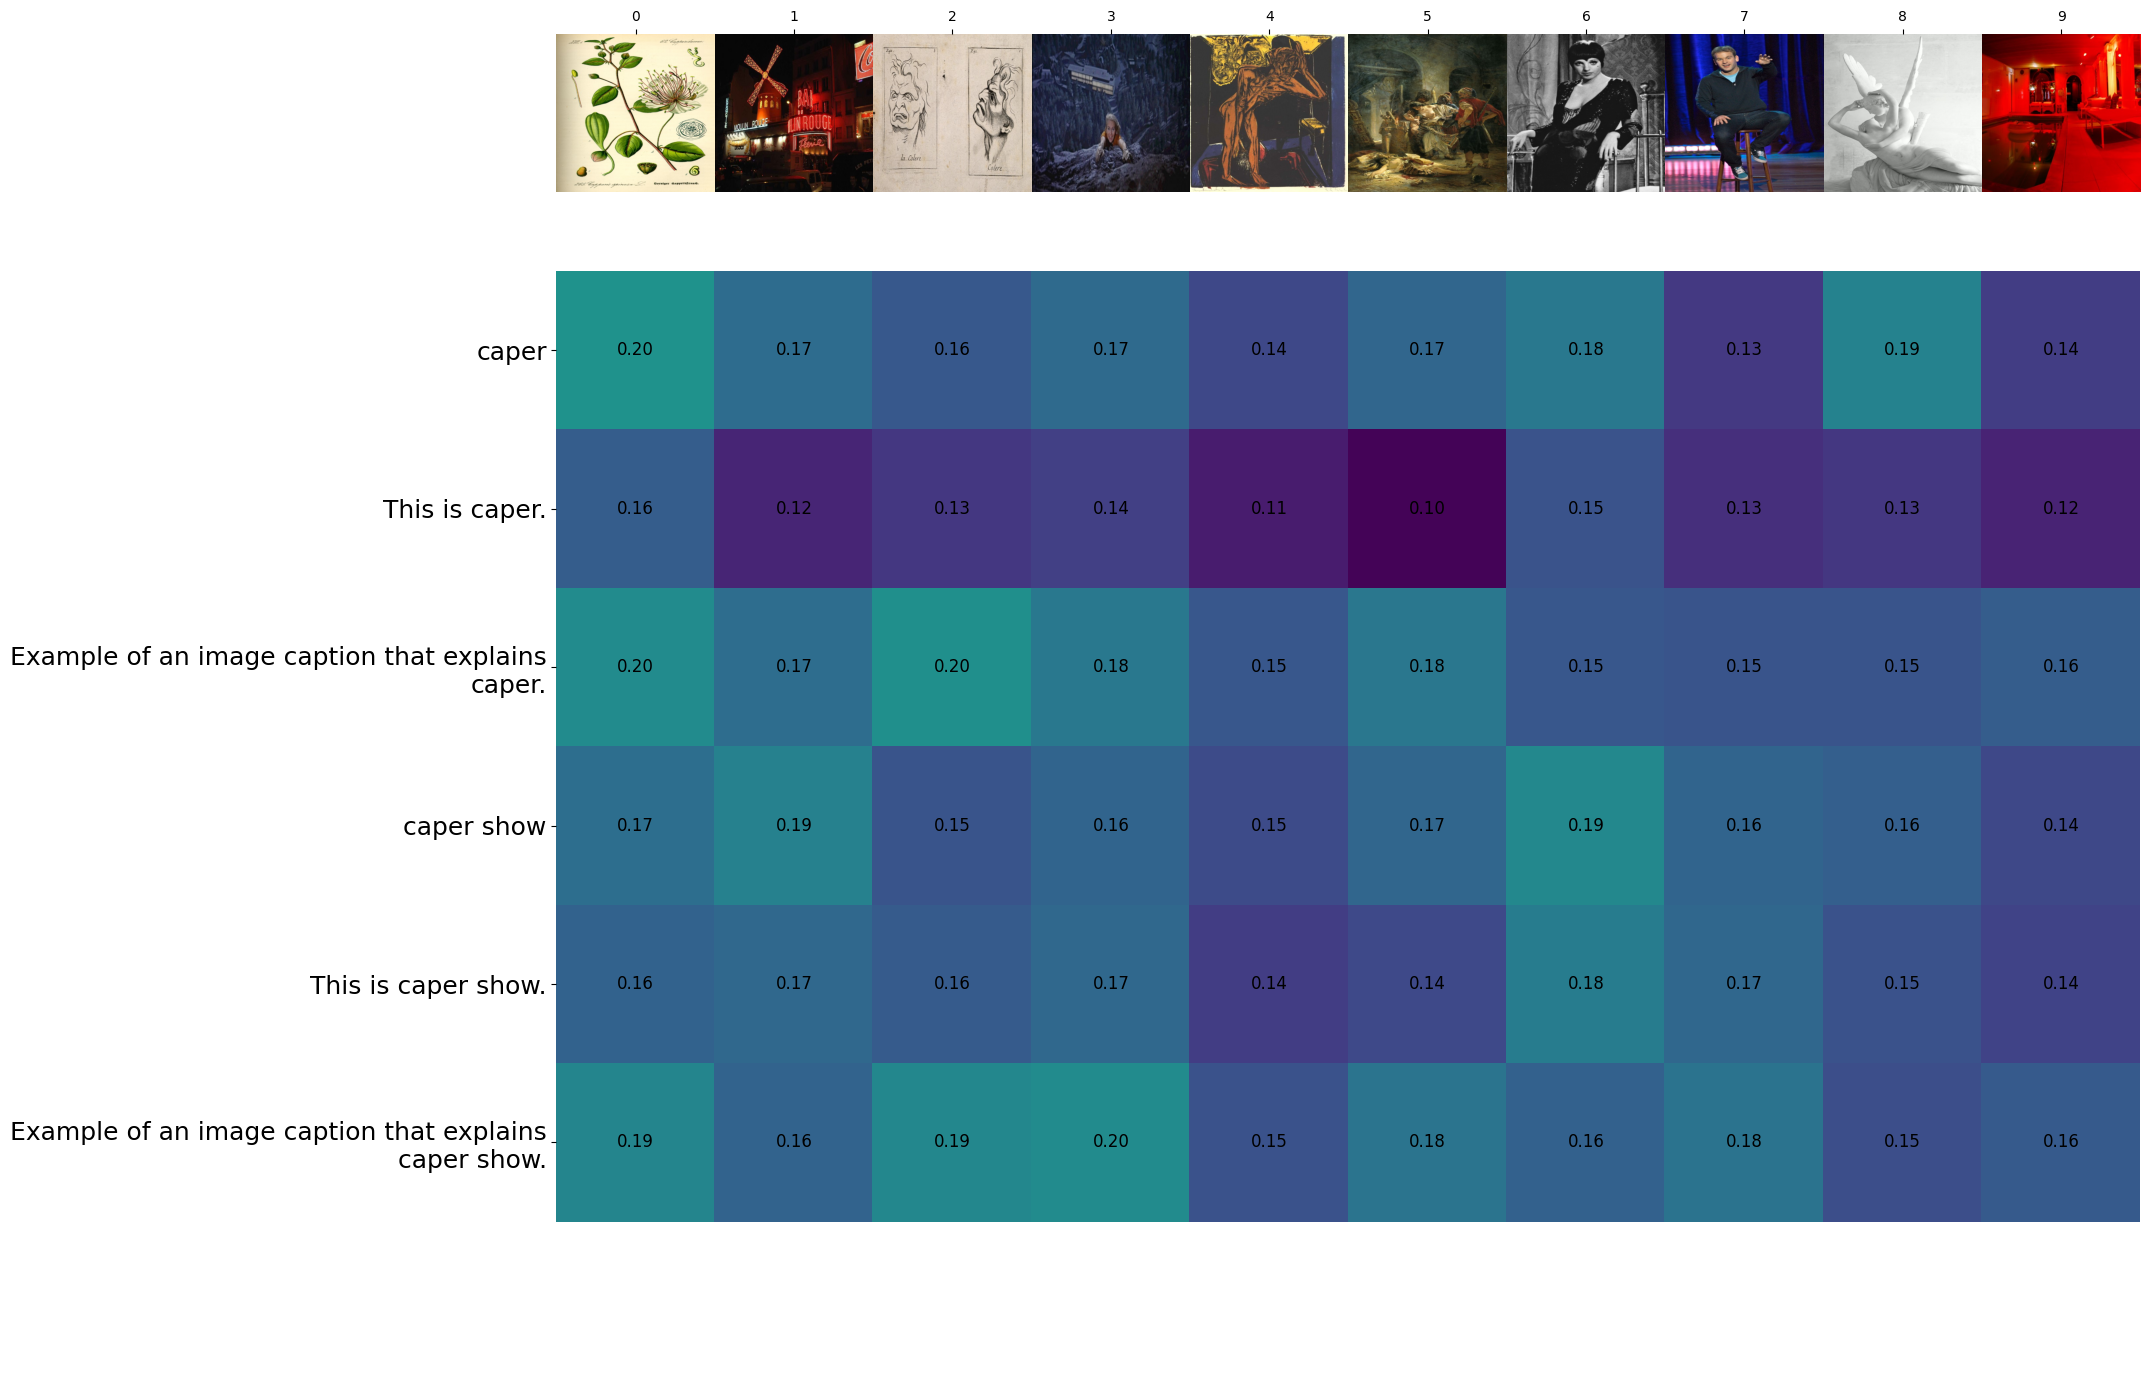 0 1 2 3 4 5 6 7 8 9
MOULIN ROUGE
BAL
Colere
caper 0.20 0.17 0.16 0.17 0.14 0.17 0.18 0.13 0.19 0.14
This is caper. 0.16 0.12 0.13 0.14 0.11 0.10 0.15 0.13 0.13 0.12
Example of an image caption that explains
caper. 0.20 0.17 0.20 0.18 0.15 0.18 0.15 0.15 0.15 0.16
caper show 0.17 0.19 0.15 0.16 0.15 0.17 0.19 0.16 0.16 0.14
This is caper show. 0.16 0.17 0.16 0.17 0.14 0.14 0.18 0.17 0.15 0.14
Example of an image caption that explains
caper show. 0.19 0.16 0.19 0.20 0.15 0.18 0.16 0.18 0.15 0.16